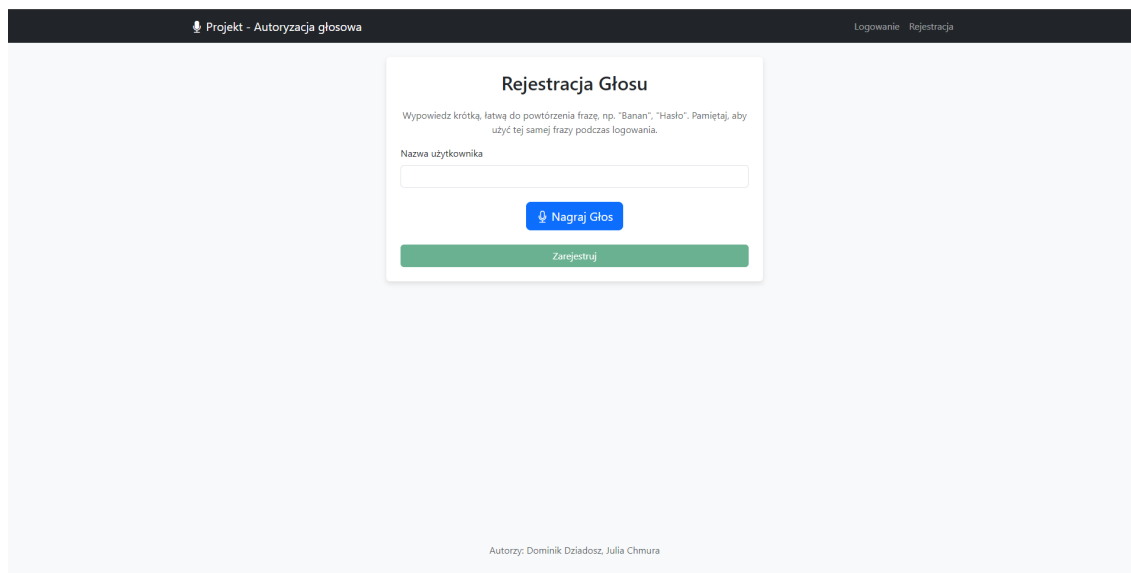 Projekt - Autoryzacja głosowa
Logowanie Rejestracja
Rejestracja Głosu
Wypowiedz krótką, łatwą do powtórzenia frazę, np. "Banan", "Hasło". Pamiętaj, aby
użyć tej samej frazy podczas logowania.
Nazwa użytkownika
Nagraj Głos
Zarejestruj
Autorzy: Dominik Dziadosz, Julia Chmura